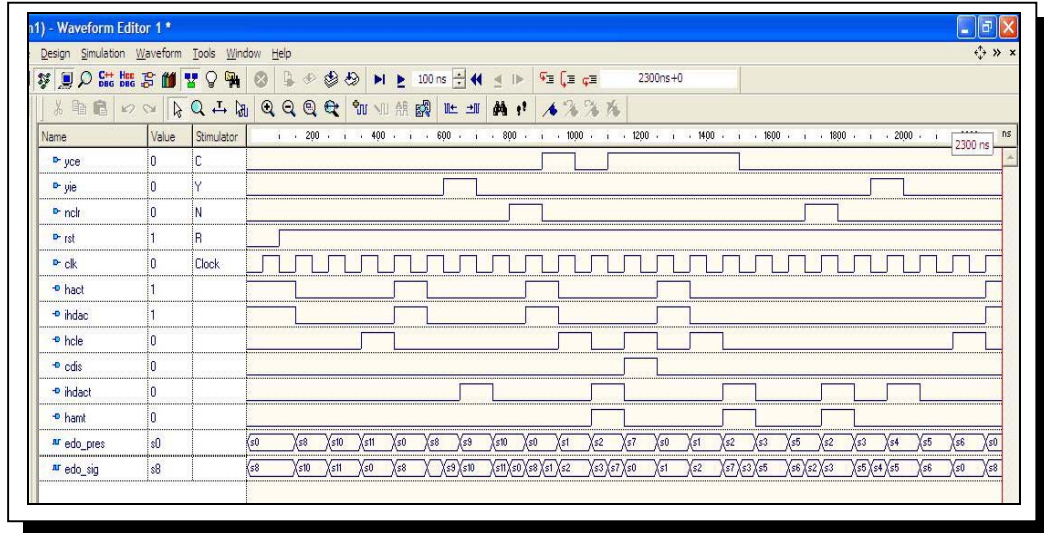 n1) - Waveform Editor 1 *
Design Simulation Waveform Tools Window Help
C++ DBG DBG 100 ns 2300ns+0
Name Value Stimulator 200 400 600 800 1000 1200 1400 1600 1800 2000 ns
2300 ns
yce 0 C
yie 0 Y
nclr 0 N
rst 1 R
clk 0 Clock
hact 1
ihdac 1
hcle 0
cdis 0
ihdact 0
hamt 0
edo_pres s0 s0 s8 s10 s11 s0 s8 s9 s10 s0 s1 s2 s7 s0 s1 s2 s3 s5 s2 s3 s4 s5 s6 s0
edo_sig s8 s8 s10 s11 s0 s8 s9 s10 s11 s0 s8 s1 s2 s3 s7 s0 s1 s2 s7 s3 s5 s6 s2 s3 s5 s4 s5 s6 s0 s8